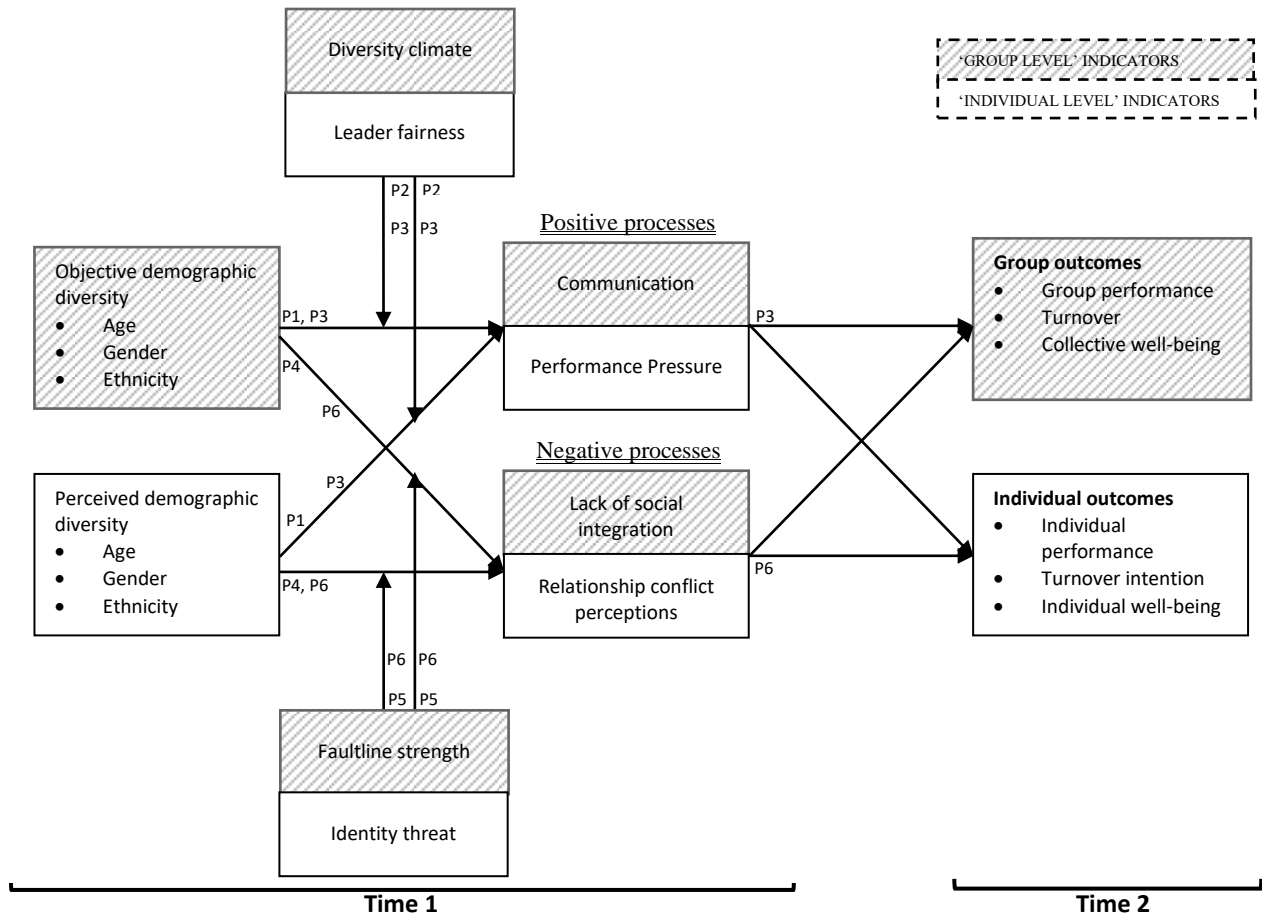 Diversity climate
Leader fairness
'GROUP LEVEL' INDICATORS
'INDIVIDUAL LEVEL' INDICATORS
P2 P2
P3 P3
Positive processes
Objective demographic
diversity
• Age
• Gender
• Ethnicity
P1, P3
P4
P6
Communication
Performance Pressure
P3
Group outcomes
• Group performance
• Turnover
• Collective well-being
Negative processes
Perceived demographic
diversity
• Age
• Gender
• Ethnicity
P3
P1
P4, P6
Lack of social
integration
Relationship conflict
perceptions
P6
Individual outcomes
• Individual
performance
• Turnover intention
• Individual well-being
P6 P6
P5 P5
Faultline strength
Identity threat
Time 1
Time 2